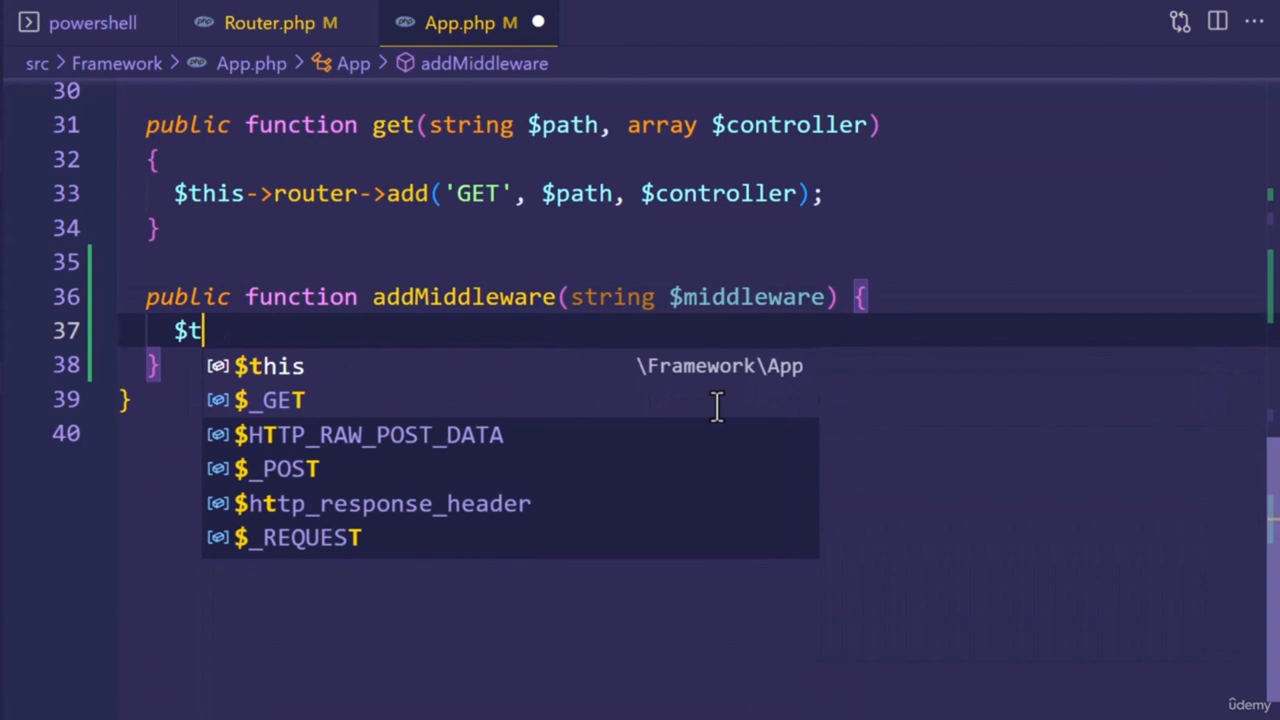 powershell Router.php M App.php M
src > Framework > App.php > App > addMiddleware
30
31 public function get(string $path, array $controller)
32 {
33 $this->router->add('GET', $path, $controller);
34 }
35
36 public function addMiddleware(string $middleware) {
37 $t
38 }
$this \Framework\App
39 }
$_GET
40
$HTTP_RAW_POST_DATA
$_POST
$http_response_header
$_REQUEST
ûdemy